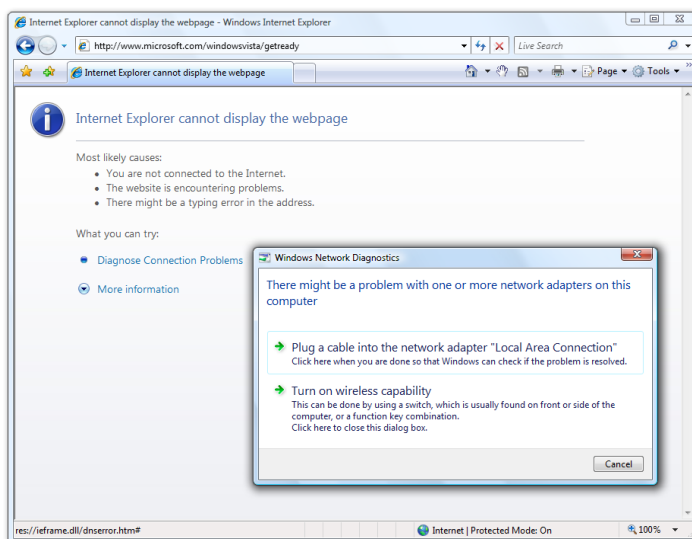 Internet Explorer cannot display the webpage - Windows Internet Explorer
http://www.microsoft.com/windowsvista/getready
Live Search
Internet Explorer cannot display the webpage
Page
Tools
Internet Explorer cannot display the webpage
Most likely causes:
You are not connected to the Internet.
The website is encountering problems.
There might be a typing error in the address.
What you can try:
Diagnose Connection Problems
More information
Windows Network Diagnostics
There might be a problem with one or more network adapters on this
computer
Plug a cable into the network adapter "Local Area Connection"
Click here when you are done so that Windows can check if the problem is resolved.
Turn on wireless capability
This can be done by using a switch, which is usually found on front or side of the
computer, or a function key combination.
Click here to close this dialog box.
Cancel
res://ieframe.dll/dnserror.htm#
Internet | Protected Mode: On
100%